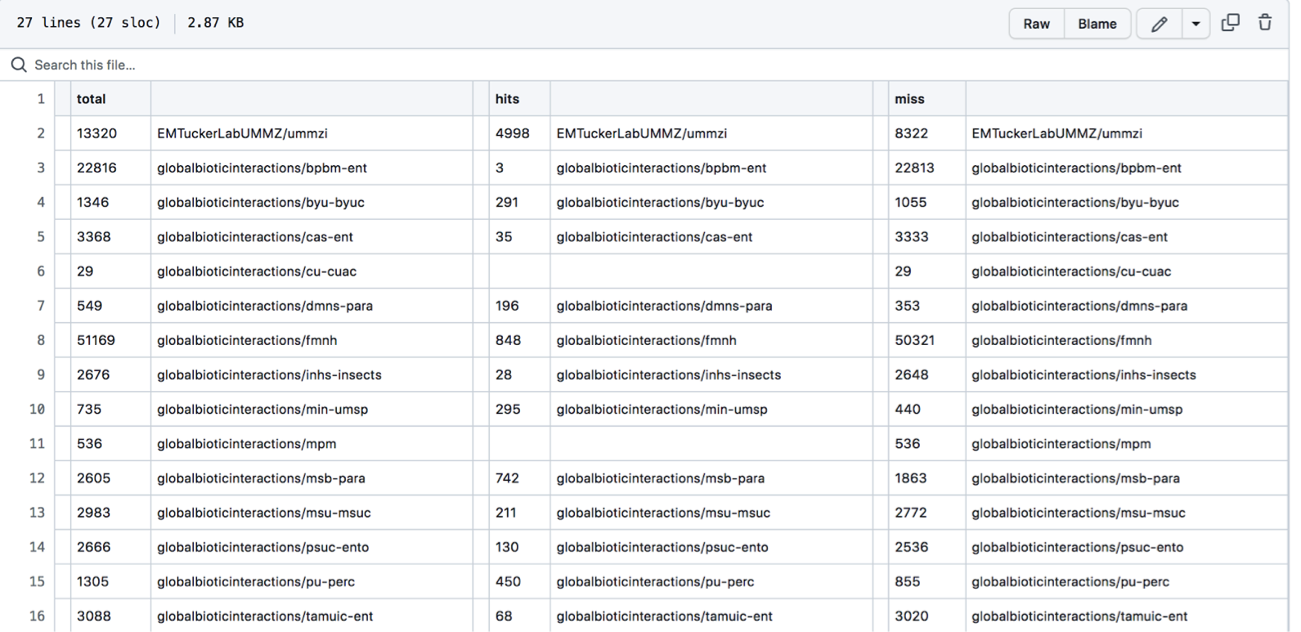 27 lines (27 sloc) 2.87 KB
Raw Blame
Search this file...
1 total hits miss
2 13320 EMTuckerLabUMMZ/ummzi 4998 EMTuckerLabUMMZ/ummzi 8322 EMTuckerLabUMMZ/ummzi
3 22816 globalbioticinteractions/bpbm-ent 3 globalbioticinteractions/bpbm-ent 22813 globalbioticinteractions/bpbm-ent
4 1346 globalbioticinteractions/byu-byuc 291 globalbioticinteractions/byu-byuc 1055 globalbioticinteractions/byu-byuc
5 3368 globalbioticinteractions/cas-ent 35 globalbioticinteractions/cas-ent 3333 globalbioticinteractions/cas-ent
6 29 globalbioticinteractions/cu-cuac 29 globalbioticinteractions/cu-cuac
7 549 globalbioticinteractions/dmns-para 196 globalbioticinteractions/dmns-para 353 globalbioticinteractions/dmns-para
8 51169 globalbioticinteractions/fmnh 848 globalbioticinteractions/fmnh 50321 globalbioticinteractions/fmnh
9 2676 globalbioticinteractions/inhs-insects 28 globalbioticinteractions/inhs-insects 2648 globalbioticinteractions/inhs-insects
10 735 globalbioticinteractions/min-umsp 295 globalbioticinteractions/min-umsp 440 globalbioticinteractions/min-umsp
11 536 globalbioticinteractions/mpm 536 globalbioticinteractions/mpm
12 2605 globalbioticinteractions/msb-para 742 globalbioticinteractions/msb-para 1863 globalbioticinteractions/msb-para
13 2983 globalbioticinteractions/msu-msuc 211 globalbioticinteractions/msu-msuc 2772 globalbioticinteractions/msu-msuc
14 2666 globalbioticinteractions/psuc-ento 130 globalbioticinteractions/psuc-ento 2536 globalbioticinteractions/psuc-ento
15 1305 globalbioticinteractions/pu-perc 450 globalbioticinteractions/pu-perc 855 globalbioticinteractions/pu-perc
16 3088 globalbioticinteractions/tamuic-ent 68 globalbioticinteractions/tamuic-ent 3020 globalbioticinteractions/tamuic-ent